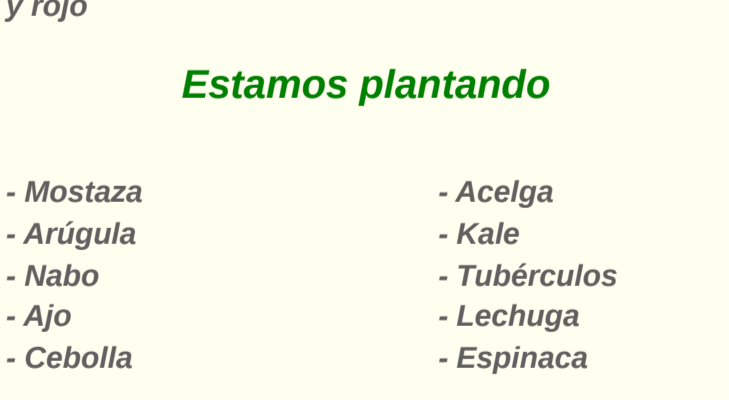 y rojo
Estamos plantando
- Mostaza
- Arúgula
- Nabo
- Ajo
- Cebolla
- Acelga
- Kale
- Tubérculos
- Lechuga
- Espinaca